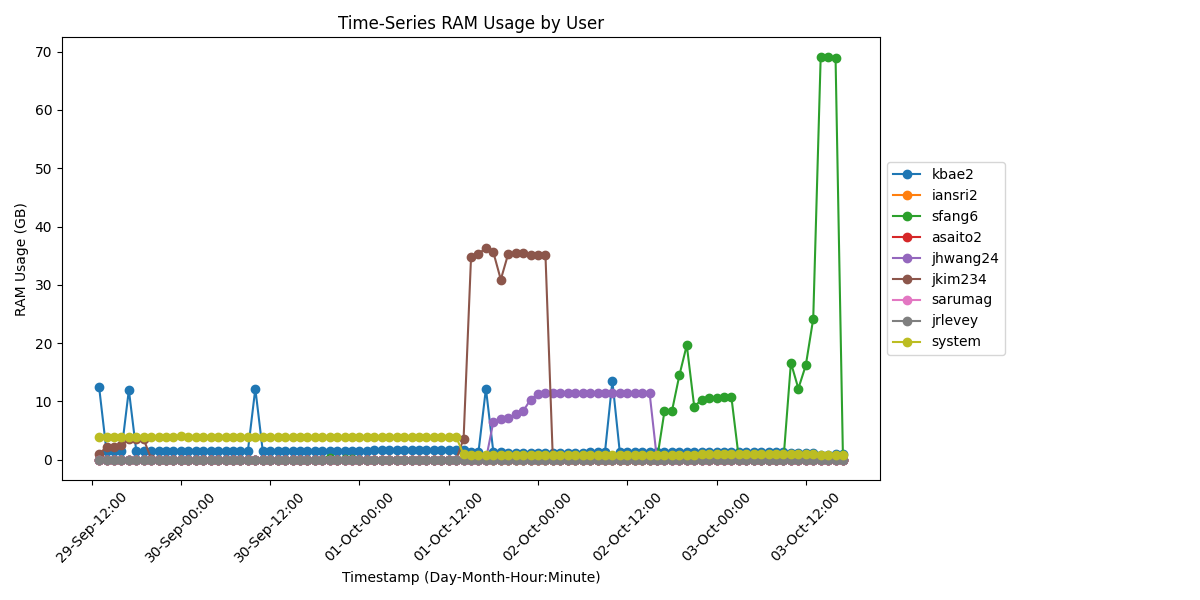 Time-Series RAM Usage by User
RAM Usage (GB)
70
60
50
40
30
20
10
0
29-Sep-12:00
30-Sep-00:00
30-Sep-12:00
01-Oct-00:00
01-Oct-12:00
02-Oct-00:00
02-Oct-12:00
03-Oct-00:00
03-Oct-12:00
Timestamp (Day-Month-Hour:Minute)
kbae2
iansri2
sfang6
asaito2
jhwang24
jkim234
sarumag
jrlevey
system